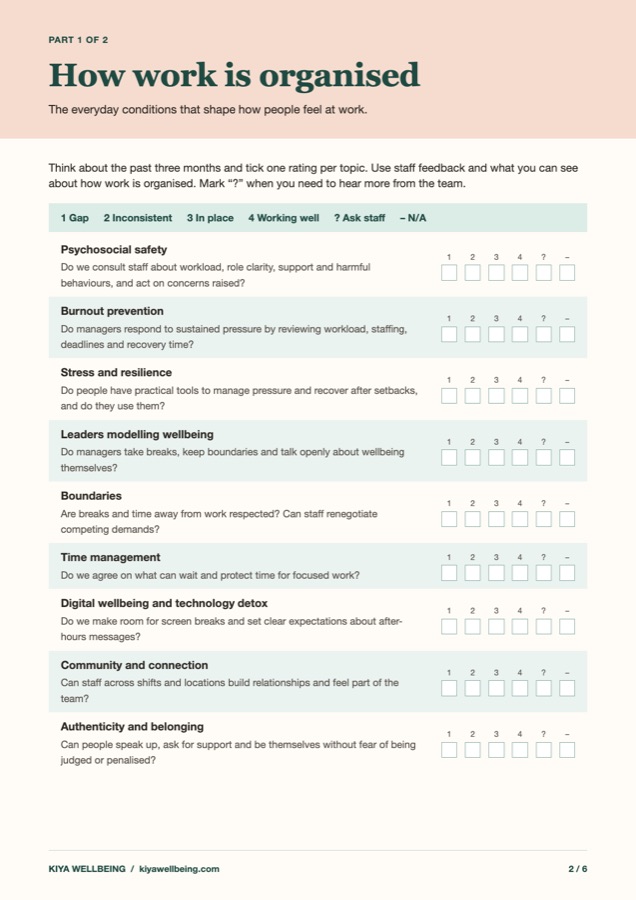 PART 1 OF 2
How work is organised
The everyday conditions that shape how people feel at work.
Think about the past three months and tick one rating per topic. Use staff feedback and what you can see
about how work is organised. Mark “?” when you need to hear more from the team.
1 Gap 2 Inconsistent 3 In place 4 Working well ? Ask staff – N/A
Psychosocial safety
1 2 3 4 ? –
Do we consult staff about workload, role clarity, support and harmful
behaviours, and act on concerns raised?
Burnout prevention
1 2 3 4 ? –
Do managers respond to sustained pressure by reviewing workload, staffing,
deadlines and recovery time?
Stress and resilience
1 2 3 4 ? –
Do people have practical tools to manage pressure and recover after setbacks,
and do they use them?
Leaders modelling wellbeing
1 2 3 4 ? –
Do managers take breaks, keep boundaries and talk openly about wellbeing
themselves?
Boundaries
1 2 3 4 ? –
Are breaks and time away from work respected? Can staff renegotiate
competing demands?
Time management
1 2 3 4 ? –
Do we agree on what can wait and protect time for focused work?
Digital wellbeing and technology detox
1 2 3 4 ? –
Do we make room for screen breaks and set clear expectations about after-
hours messages?
Community and connection
1 2 3 4 ? –
Can staff across shifts and locations build relationships and feel part of the
team?
Authenticity and belonging
1 2 3 4 ? –
Can people speak up, ask for support and be themselves without fear of being
judged or penalised?
KIYA WELLBEING / kiyawellbeing.com
2 / 6